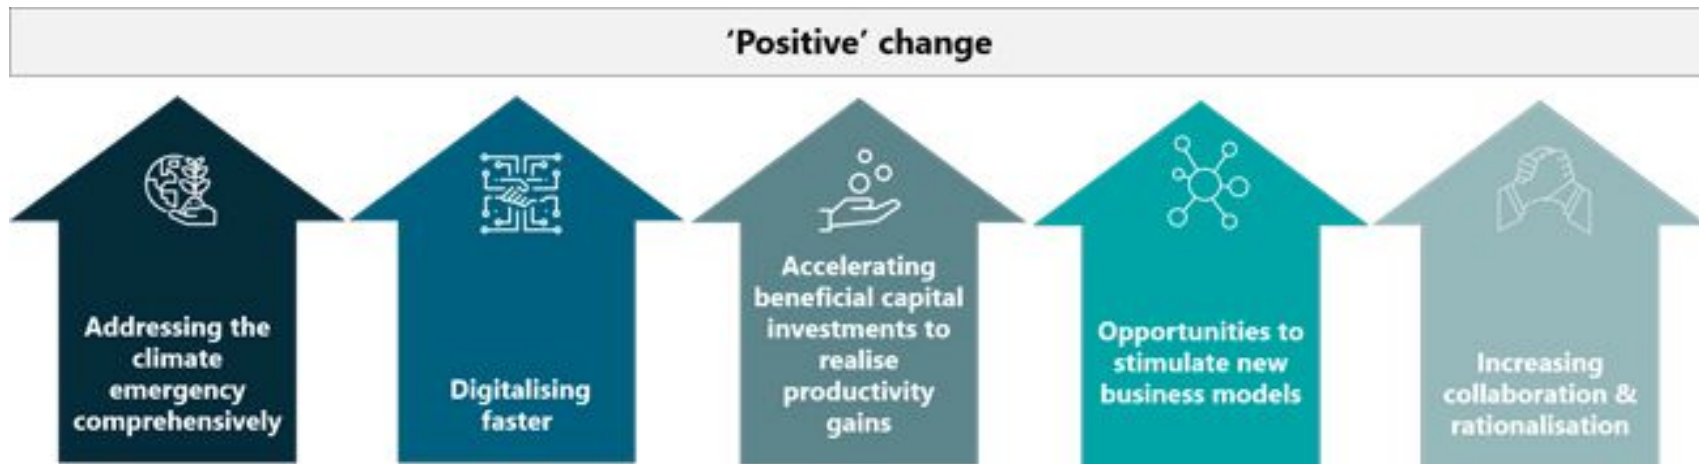 ‘Positive’ change
Addressing the
climate
emergency
comprehensively
Digitalising
faster
Accelerating
beneficial capital
investments to
realise
productivity
gains
Opportunities to
stimulate new
business models
Increasing
collaboration &
rationalisation